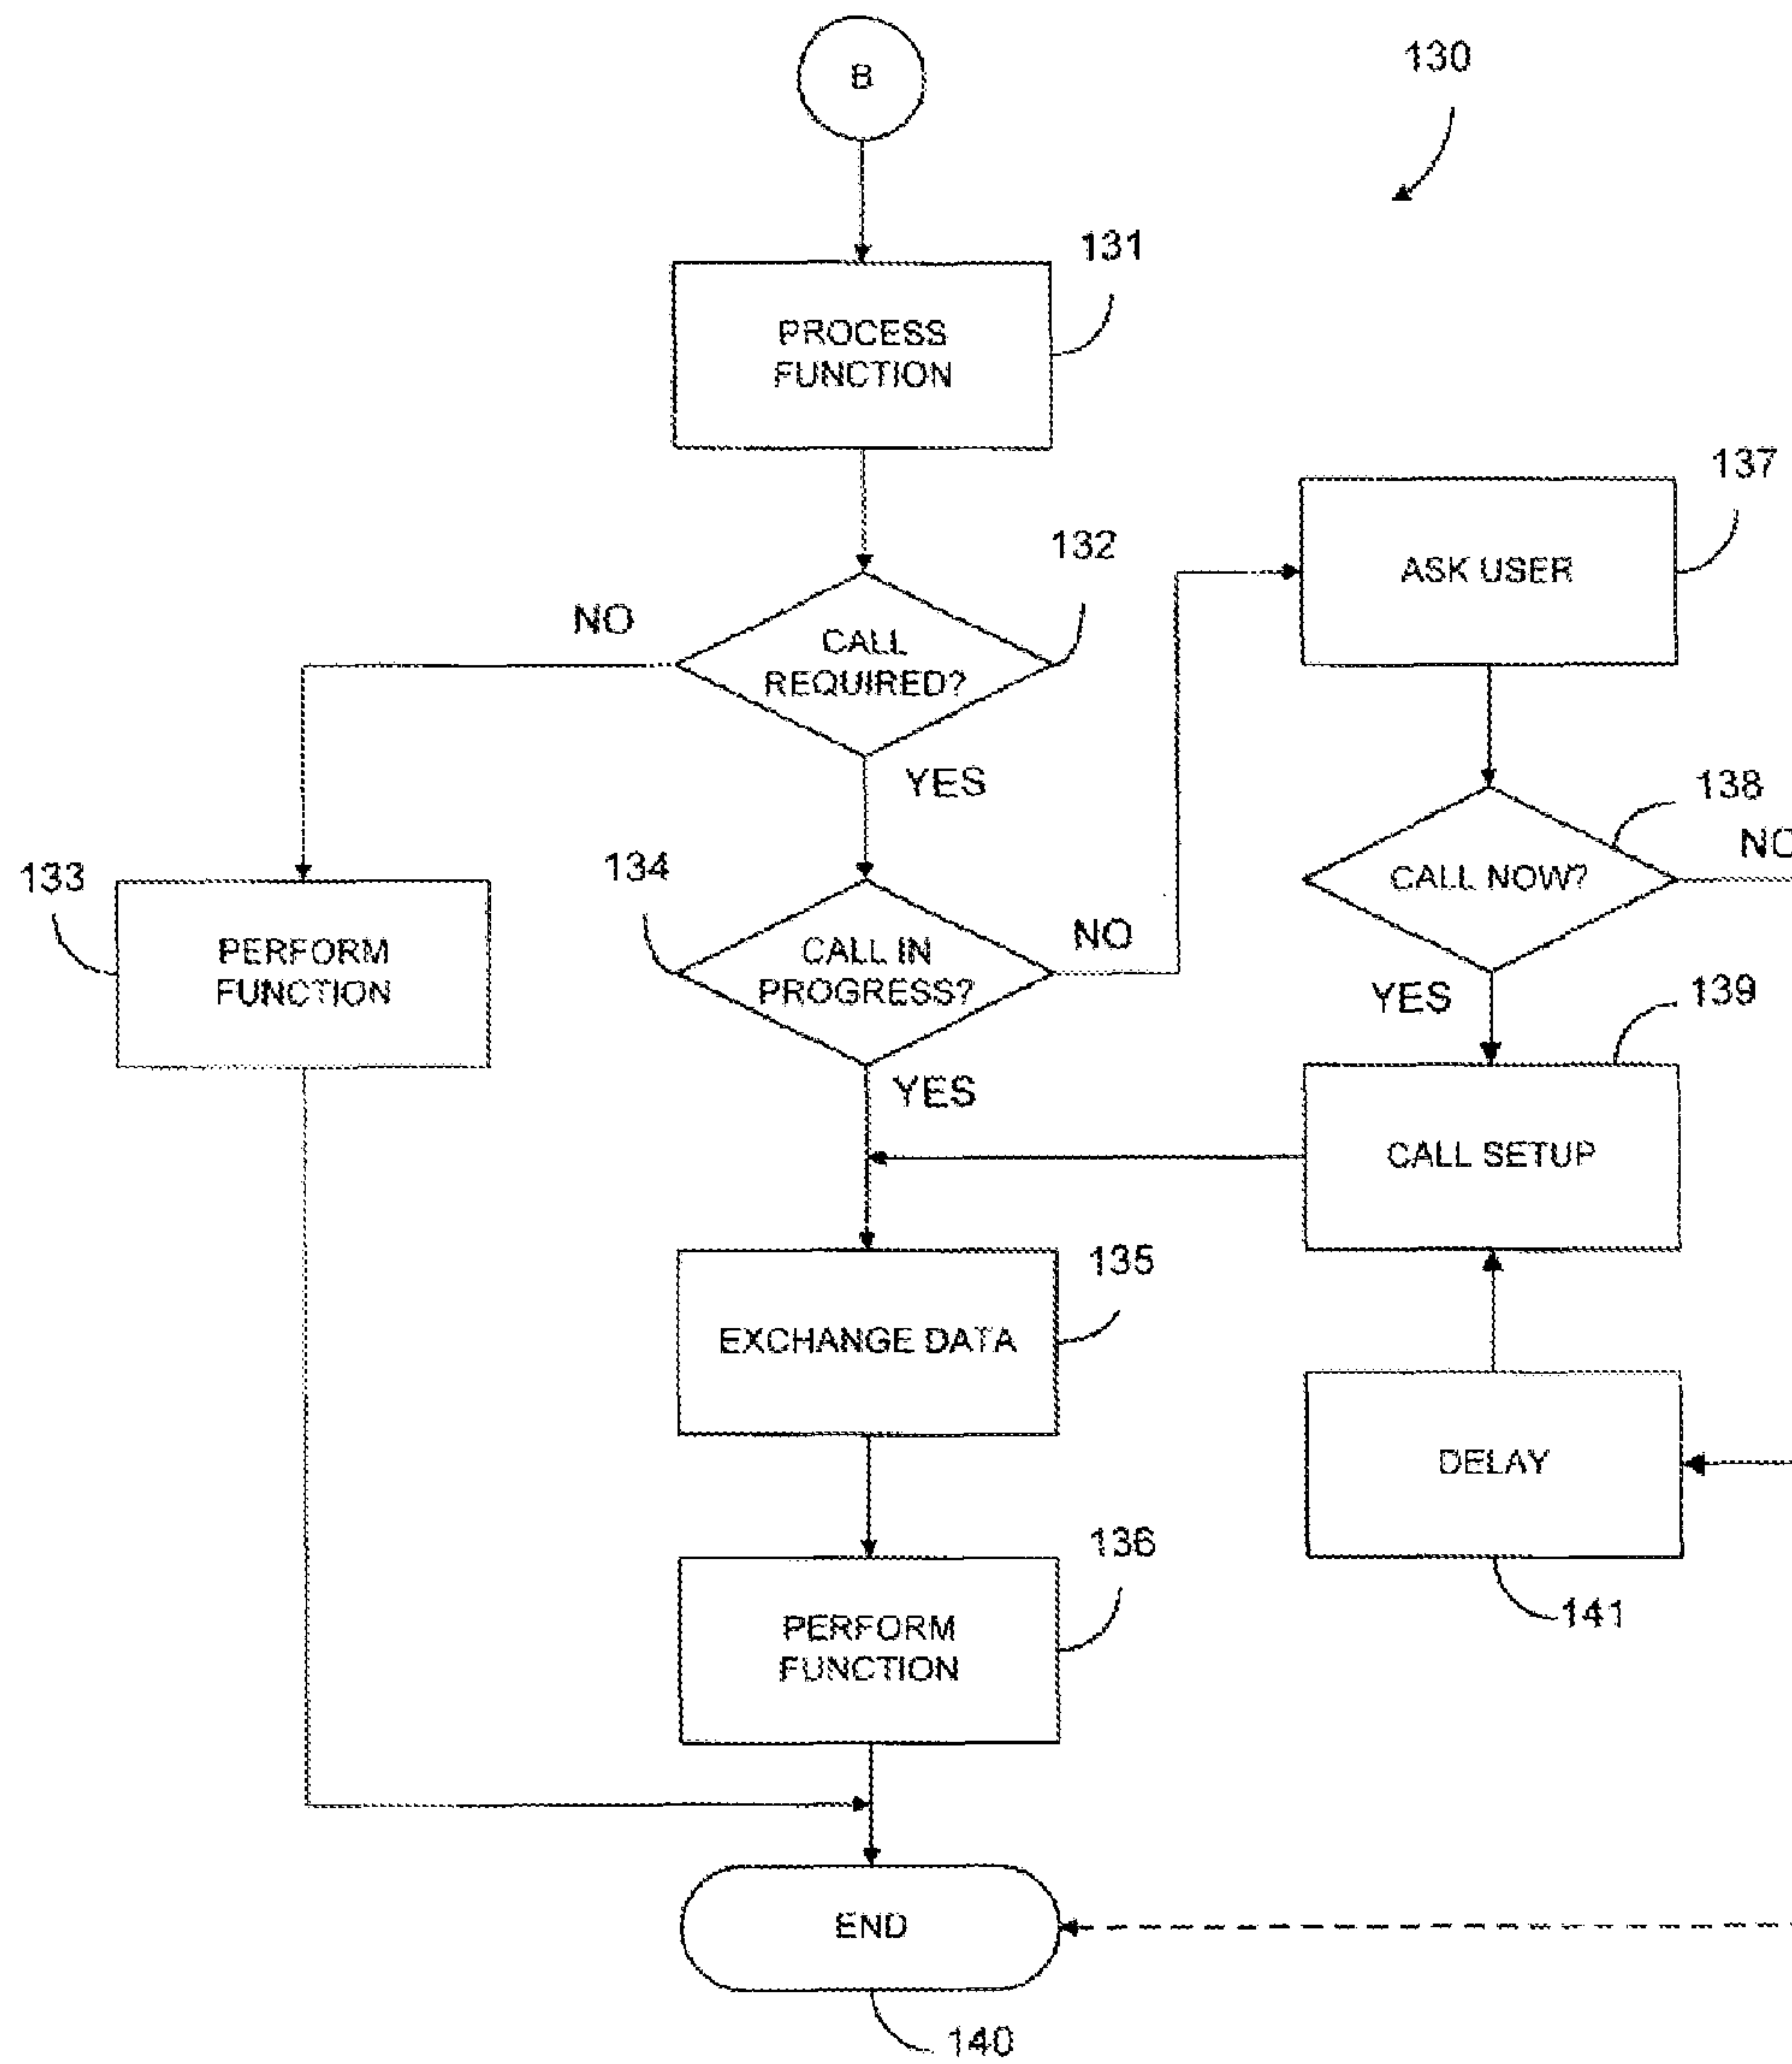 B
130
131
PROCESS
FUNCTION
137
132
ASK USER
NO
CALL
REQUIRED?
YES
138
NO
133
134
CALL NOW?
PERFORM
FUNCTION
CALL IN
PROGRESS?
NO
YES
139
YES
CALL SETUP
135
EXCHANGE DATA
DELAY
136
141
PERFORM
FUNCTION
END
140